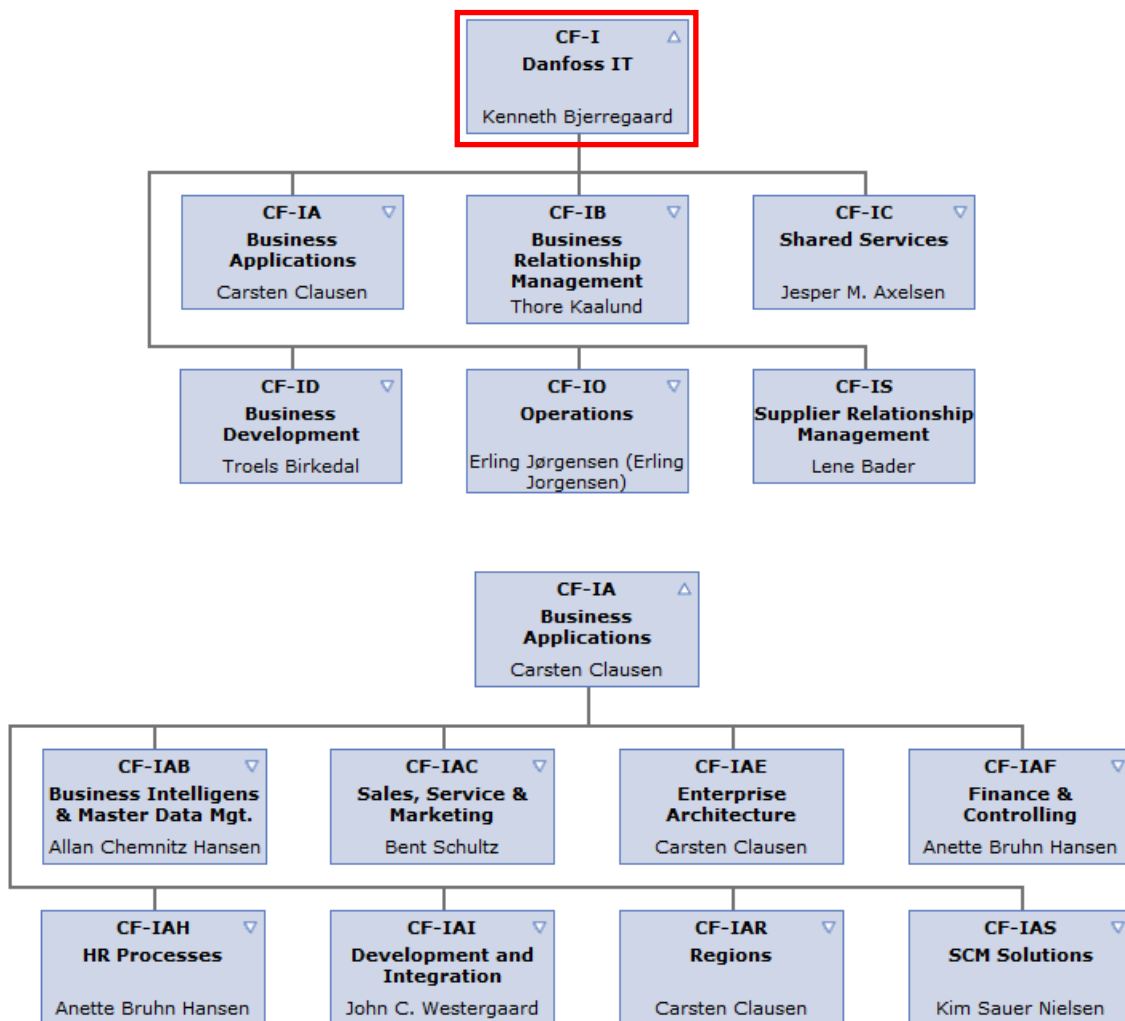 CF-I
Danfoss IT
Kenneth Bjerregaard
CF-IA
Business
Applications
Carsten Clausen
CF-IB
Business
Relationship
Management
Thore Kaalund
CF-IC
Shared Services
Jesper M. Axelsen
CF-ID
Business
Development
Troels Birkedal
CF-IO
Operations
Erling Jørgensen (Erling
Jorgensen)
CF-IS
Supplier Relationship
Management
Lene Bader
CF-IA
Business
Applications
Carsten Clausen
CF-IAB
Business Intelligens
& Master Data Mgt.
Allan Chemnitz Hansen
CF-IAC
Sales, Service &
Marketing
Bent Schultz
CF-IAE
Enterprise
Architecture
Carsten Clausen
CF-IAF
Finance &
Controlling
Anette Bruhn Hansen
CF-IAH
HR Processes
Anette Bruhn Hansen
CF-IAI
Development and
Integration
John C. Westergaard
CF-IAR
Regions
Carsten Clausen
CF-IAS
SCM Solutions
Kim Sauer Nielsen